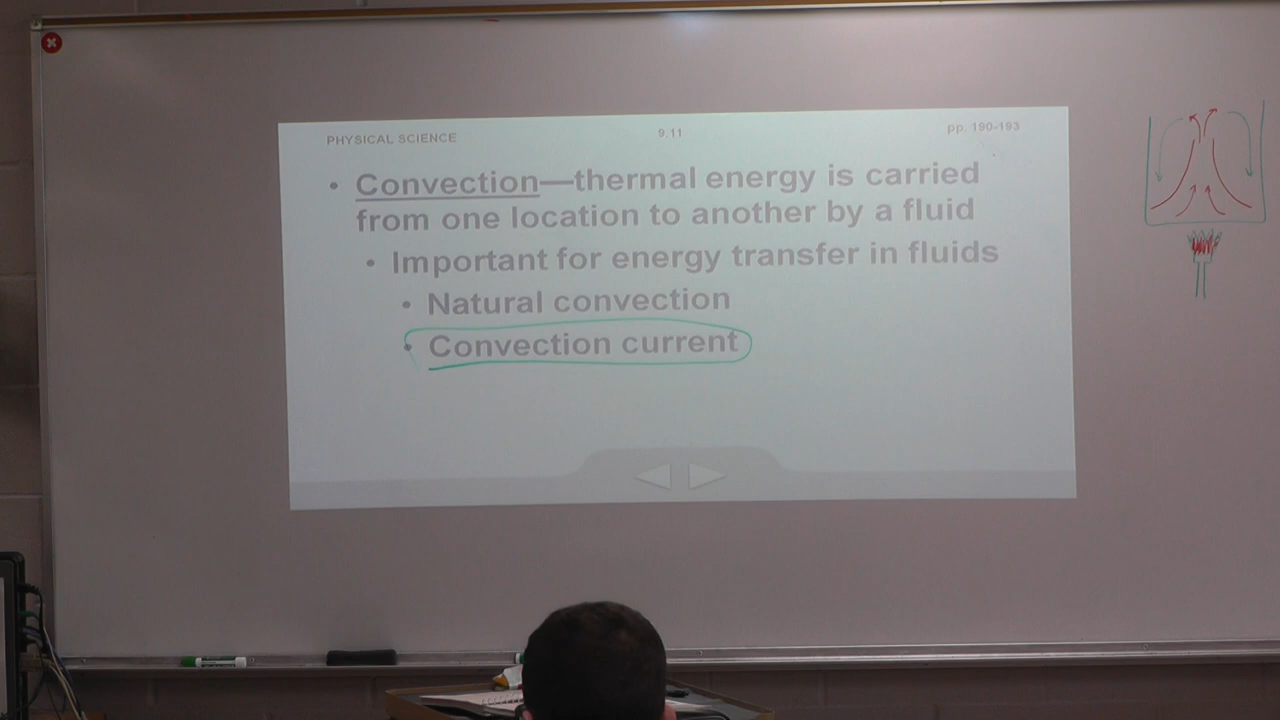 PHYSICAL SCIENCE 9.11 pp. 190-193
• Convection—thermal energy is carried
from one location to another by a fluid
• Important for energy transfer in fluids
• Natural convection
• Convection current